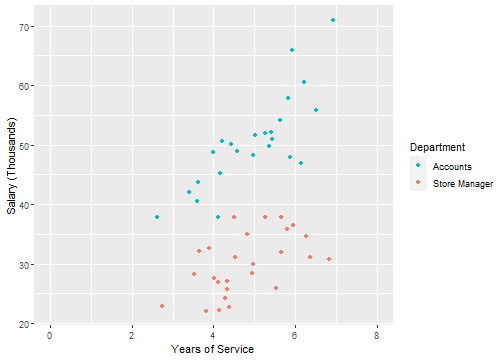 70
60
50
40
30
20
Salary (Thousands)
0
2
4
6
8
Years of Service
Department
Accounts
Store Manager